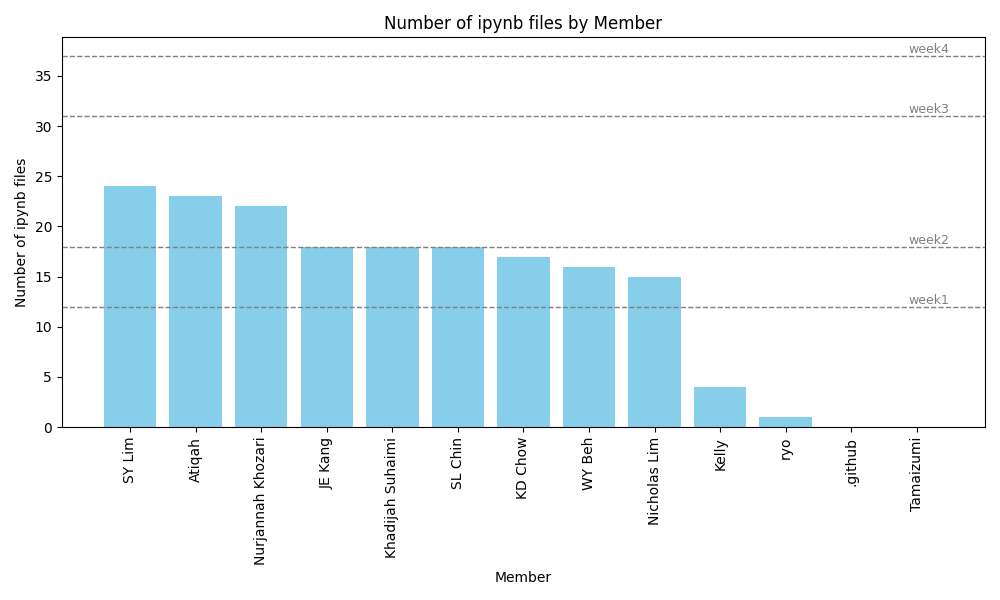 Number of ipynb files by Member
Number of ipynb files
35
30
25
20
15
10
5
0
week4
week3
week2
week1
SY Lim
Atiqah
Nurjannah Khozari
JE Kang
Khadijah Suhaimi
SL Chin
KD Chow
WY Beh
Nicholas Lim
Kelly
ryo
.github
Tamaizumi
Member